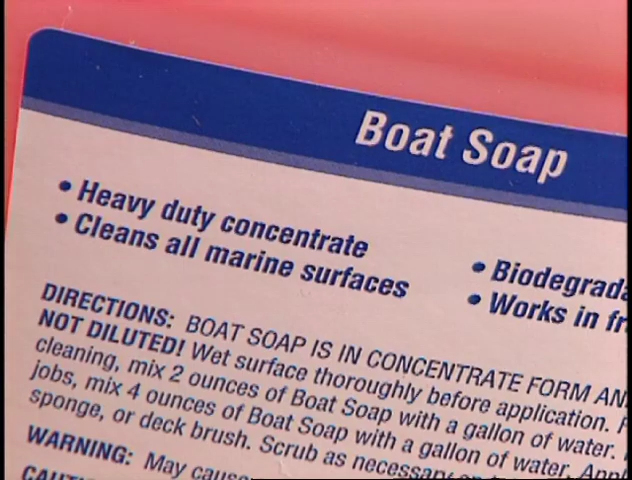 Boat Soap
• Heavy duty concentrate
• Cleans all marine surfaces
• Biodegrada
• Works in fr
DIRECTIONS: BOAT SOAP IS IN CONCENTRATE FORM AN
NOT DILUTED! Wet surface thoroughly before application. F
cleaning, mix 2 ounces of Boat Soap with a gallon of water.
jobs, mix 4 ounces of Boat Soap with a gallon of water. Appl
sponge, or deck brush. Scrub as necessary
WARNING: May cause
CAUTI